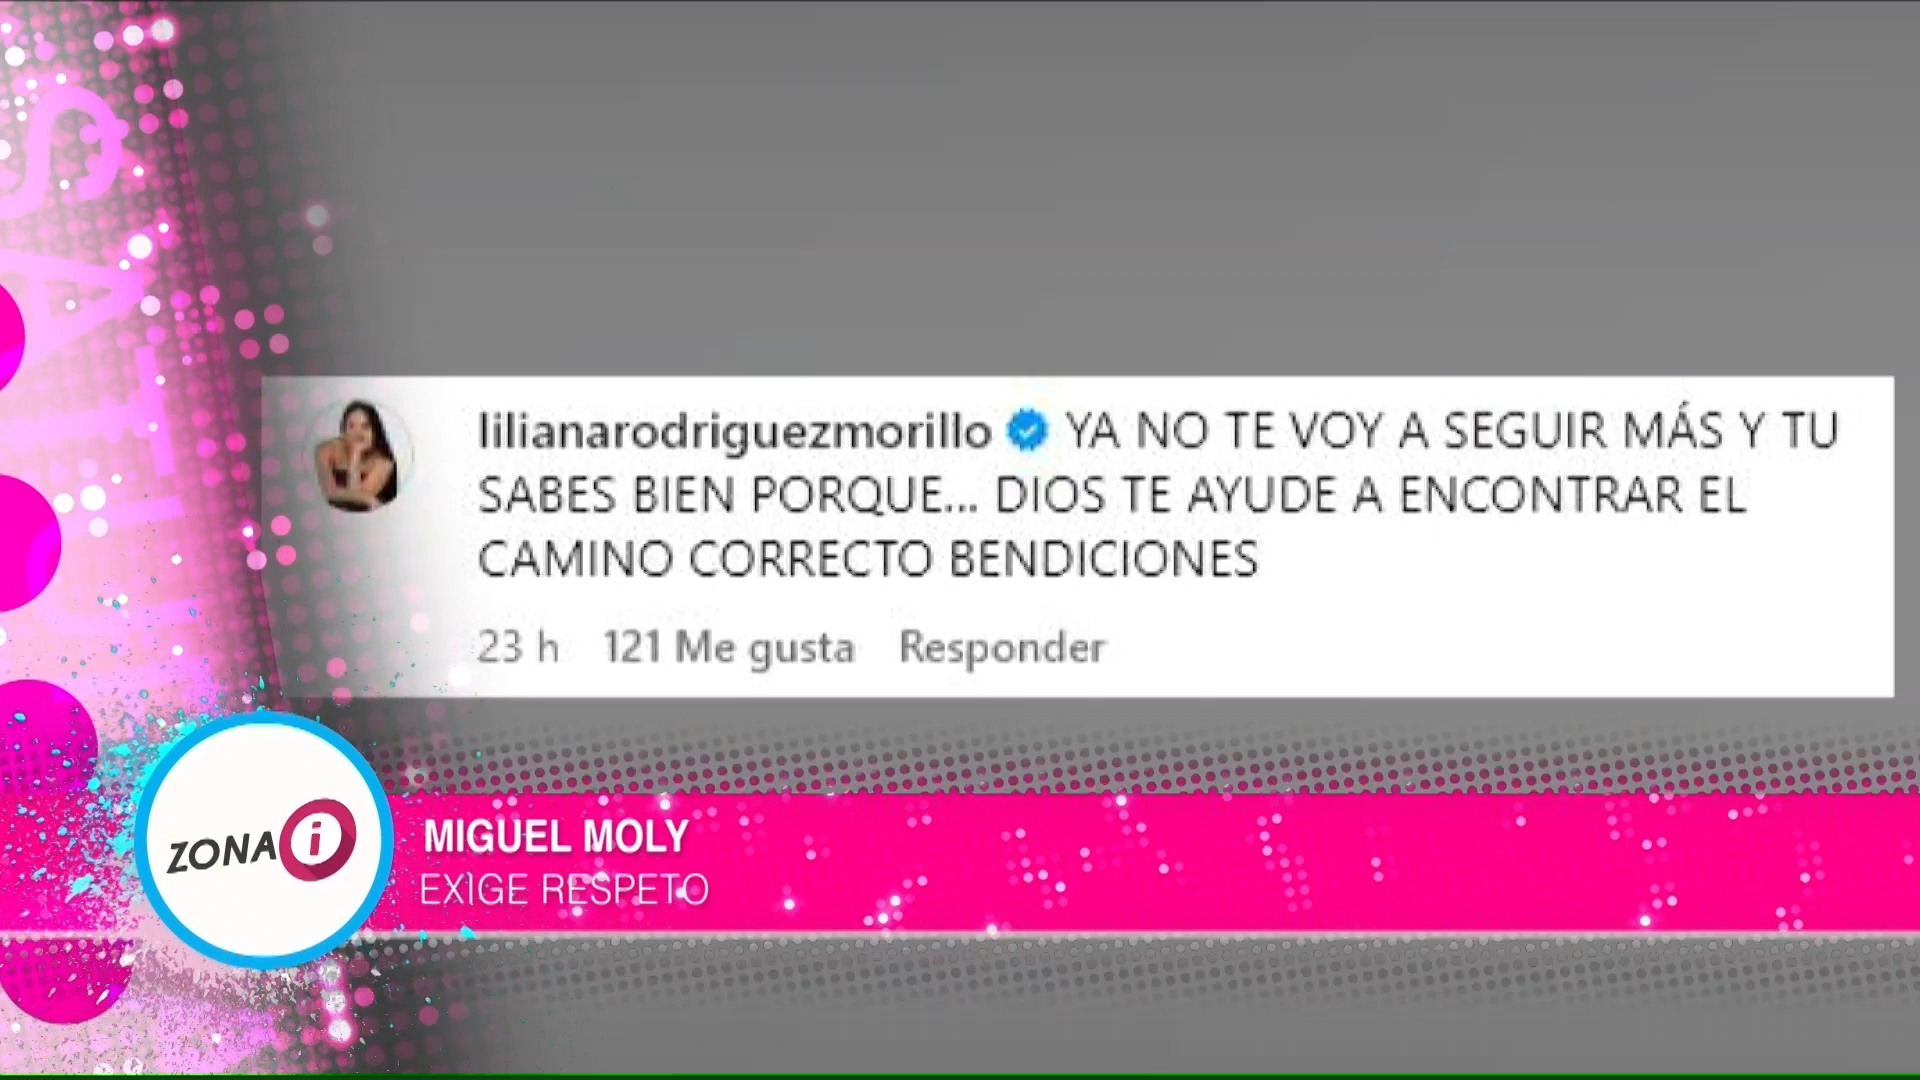 lilianarodriguezmorillo YA NO TE VOY A SEGUIR MÁS Y TU
SABES BIEN PORQUE... DIOS TE AYUDE A ENCONTRAR EL
CAMINO CORRECTO BENDICIONES
23 h 121 Me gusta Responder
ZONA i
MIGUEL MOLY
EXIGE RESPETO